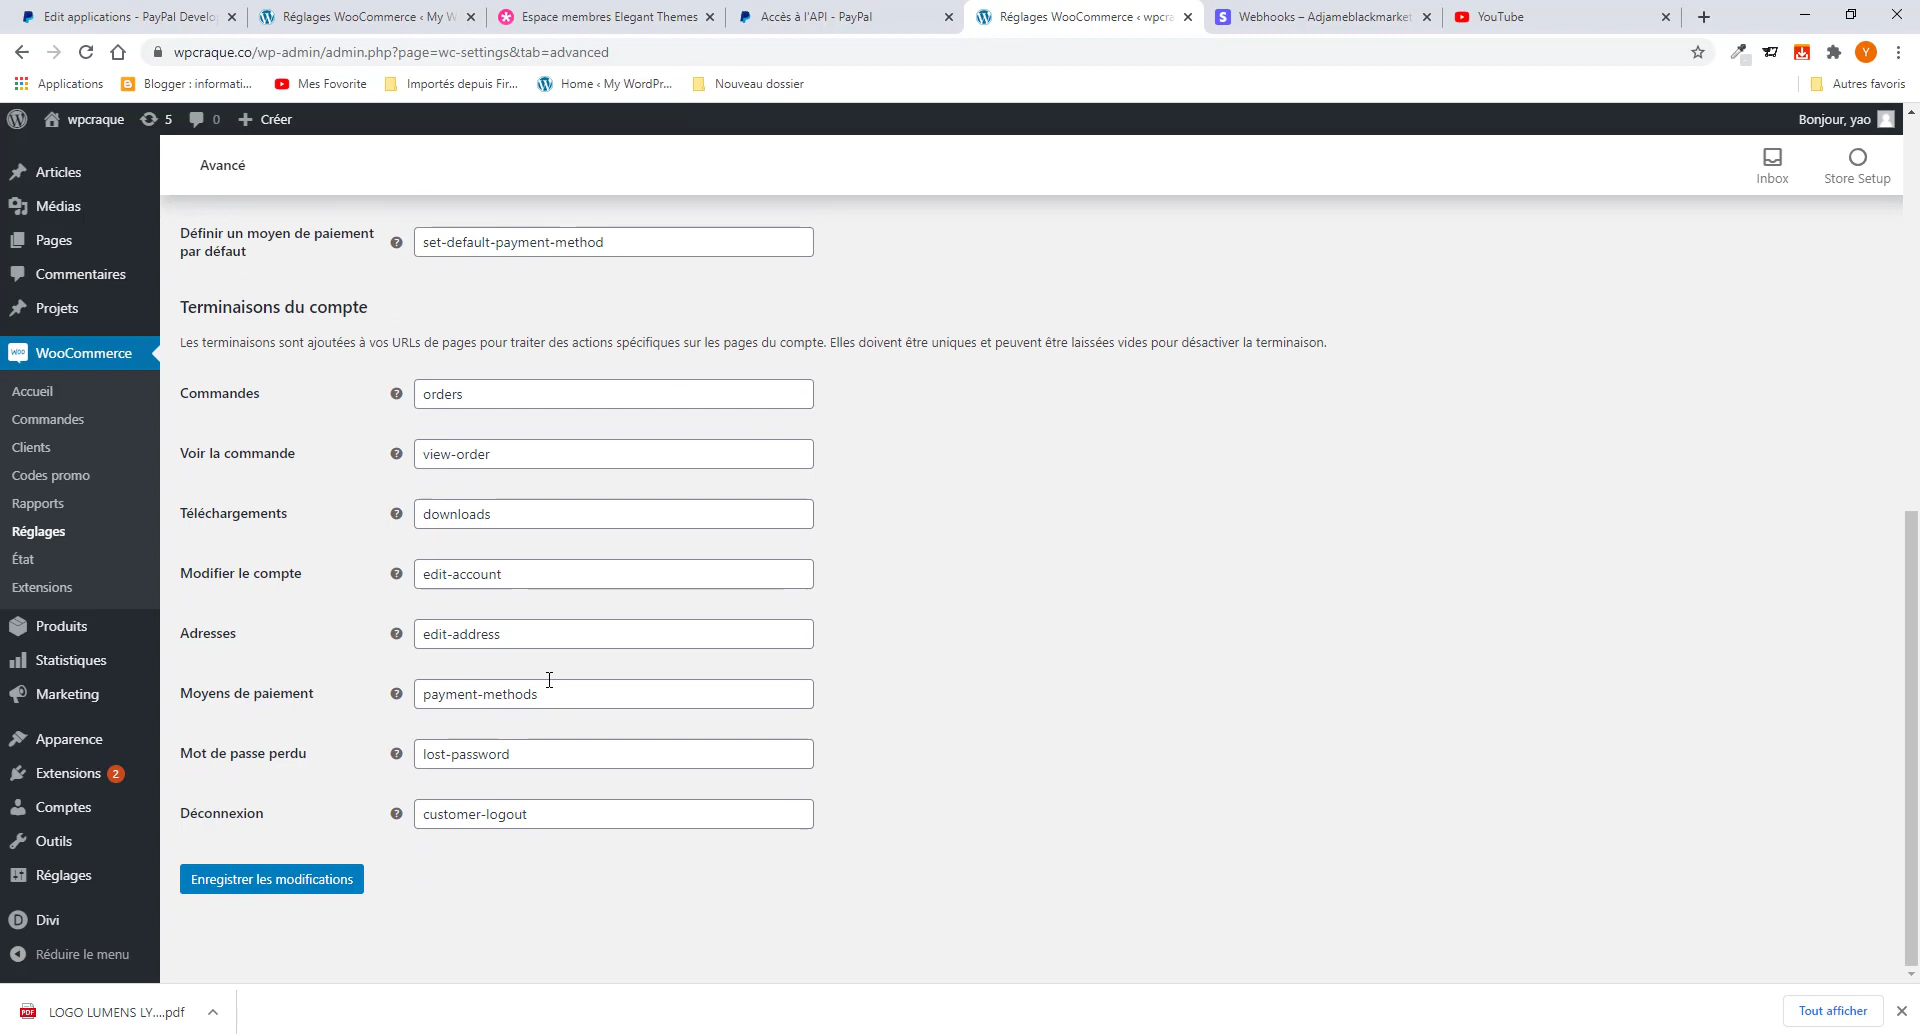 Edit applications - PayPal Develo
Réglages WooCommerce ‹ My W
Espace membres Elegant Themes
Accès à l'API - PayPal
Réglages WooCommerce ‹ wpcra
Webhooks – Adjameblackmarket
YouTube
wpcraque.co/wp-admin/admin.php?page=wc-settings&tab=advanced
Y
Applications
Blogger : informati...
Mes Favorite
Importés depuis Fir...
Home ‹ My WordPr...
Nouveau dossier
Autres favoris
wpcraque
5
0
Créer
Bonjour, yao
Articles
Médias
Pages
Commentaires
Projets
WooCommerce
Accueil
Commandes
Clients
Codes promo
Rapports
Réglages
État
Extensions
Produits
Statistiques
Marketing
Apparence
Extensions 2
Comptes
Outils
Réglages
Divi
Réduire le menu
Avancé
Inbox
Store Setup
Définir un moyen de paiement
par défaut
set-default-payment-method
Terminaisons du compte
Les terminaisons sont ajoutées à vos URLs de pages pour traiter des actions spécifiques sur les pages du compte. Elles doivent être uniques et peuvent être laissées vides pour désactiver la terminaison.
Commandes
orders
Voir la commande
view-order
Téléchargements
downloads
Modifier le compte
edit-account
Adresses
edit-address
Moyens de paiement
payment-methods
Mot de passe perdu
lost-password
Déconnexion
customer-logout
Enregistrer les modifications
LOGO LUMENS LY....pdf
Tout afficher